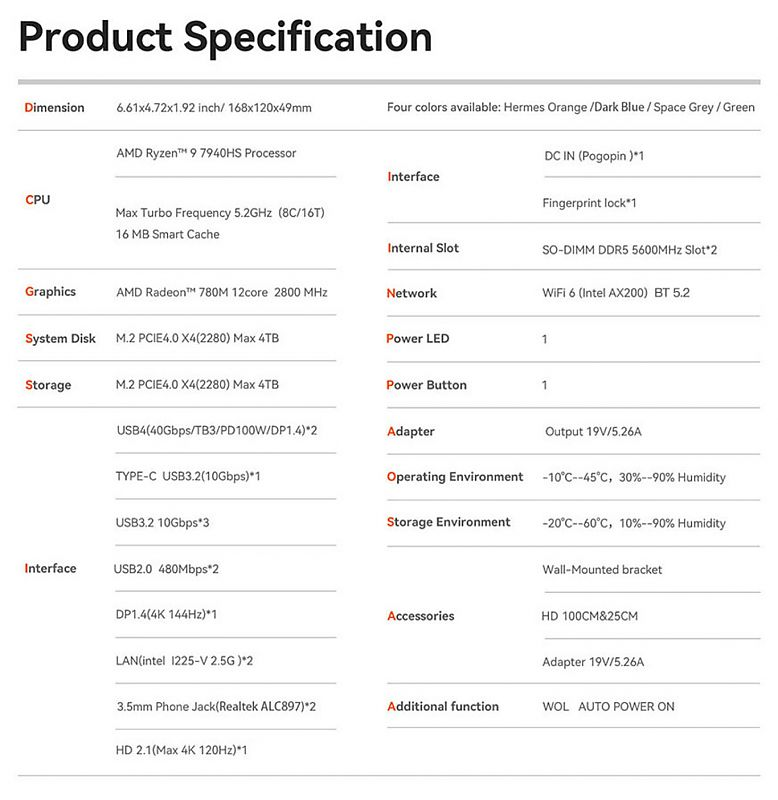 Product Specification
Dimension 6.61x4.72x1.92 inch/ 168x120x49mm
Four colors available: Hermes Orange /Dark Blue / Space Grey / Green
CPU
AMD Ryzen™ 9 7940HS Processor
Max Turbo Frequency 5.2GHz (8C/16T)
16 MB Smart Cache
Graphics AMD Radeon™ 780M 12core 2800 MHz
System Disk M.2 PCIE4.0 X4(2280) Max 4TB
Storage M.2 PCIE4.0 X4(2280) Max 4TB
Interface
USB4(40Gbps/TB3/PD100W/DP1.4)*2
TYPE-C USB3.2(10Gbps)*1
USB3.2 10Gbps*3
USB2.0 480Mbps*2
DP1.4(4K 144Hz)*1
LAN(intel I225-V 2.5G )*2
3.5mm Phone Jack(Realtek ALC897)*2
HD 2.1(Max 4K 120Hz)*1
Interface
DC IN (Pogopin )*1
Fingerprint lock*1
Internal Slot SO-DIMM DDR5 5600MHz Slot*2
Network WiFi 6 (Intel AX200) BT 5.2
Power LED 1
Power Button 1
Adapter Output 19V/5.26A
Operating Environment -10°C--45°C, 30%--90% Humidity
Storage Environment -20°C--60°C, 10%--90% Humidity
Accessories
Wall-Mounted bracket
HD 100CM&25CM
Adapter 19V/5.26A
Additional function WOL AUTO POWER ON